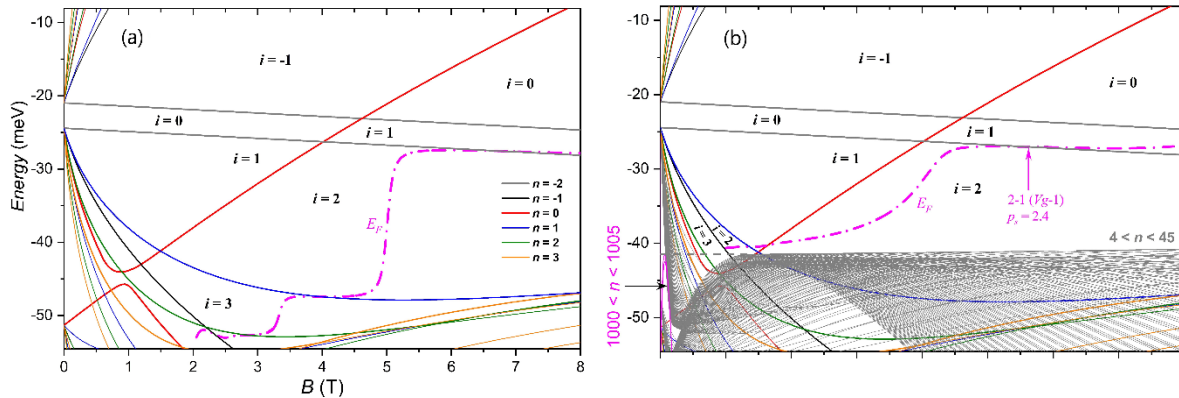 (a)
i = -1
i = 0
i = 0
i = 1
i = 1
i = 2
i = 3
E_F
n = -2
n = -1
n = 0
n = 1
n = 2
n = 3
-10
-20
-30
-40
-50
Energy (meV)
0 1 2 3 4 5 6 7 8
B (T)
(b)
i = -1
i = 0
i = 0
i = 1
i = 1
i = 2
i = 2
i = 3
E_F
2-1 (Vg-1)
p_s = 2.4
4 < n < 45
-10
-20
-30
-40
-50
1000 < n < 1005